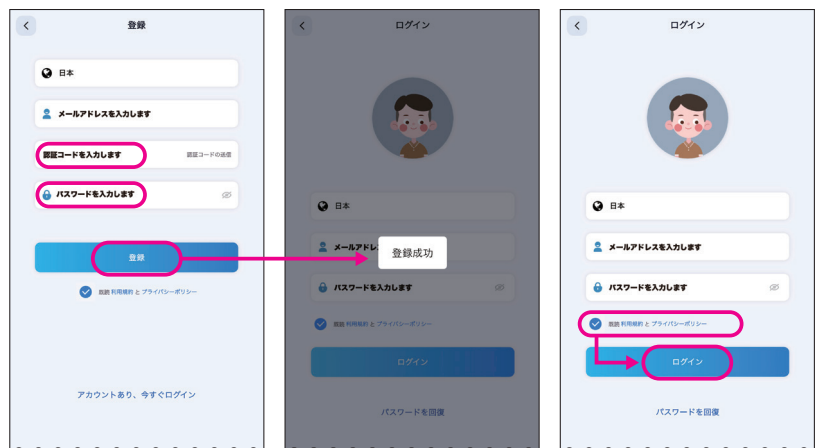 登録
日本
メールアドレスを入力します
認証コードを入力します
認証コードの送信
パスワードを入力します
登録
既読 利用規約 と プライバシーポリシー
アカウントあり、今すぐログイン
ログイン
日本
メールアドレ
登録成功
パスワードを入力します
既読 利用規約 と プライバシーポリシー
ログイン
パスワードを回復
ログイン
日本
メールアドレスを入力します
パスワードを入力します
既読 利用規約 と プライバシーポリシー
ログイン
パスワードを回復